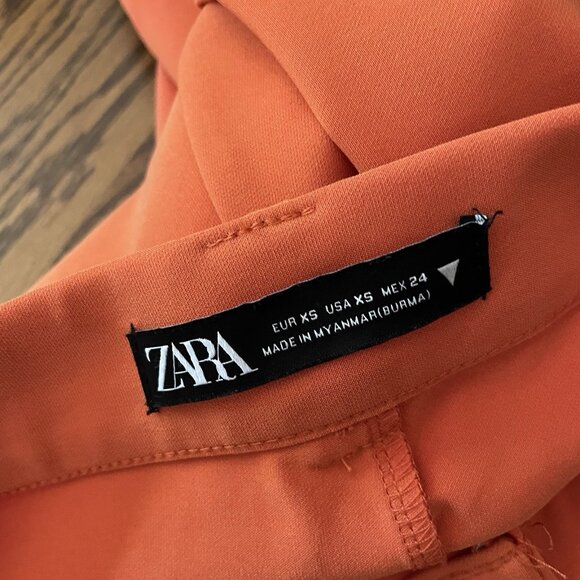 ZARA
EUR XS USA XS MEX 24
MADE IN MYANMAR(BURMA)